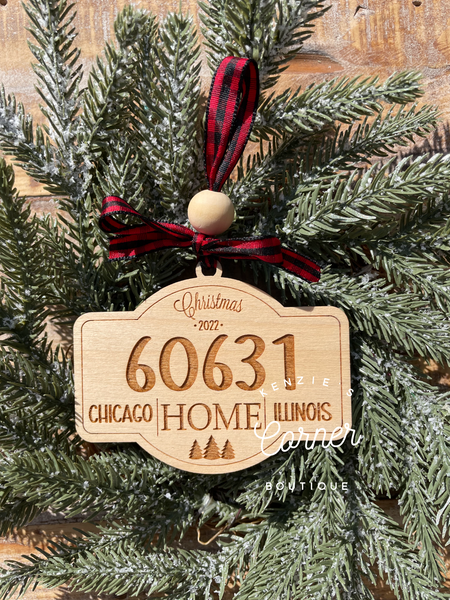 Christmas
·2022·
60631
CHICAGO | HOME | ILLINOIS
KENZIE'S
Corner
BOUTIQUE